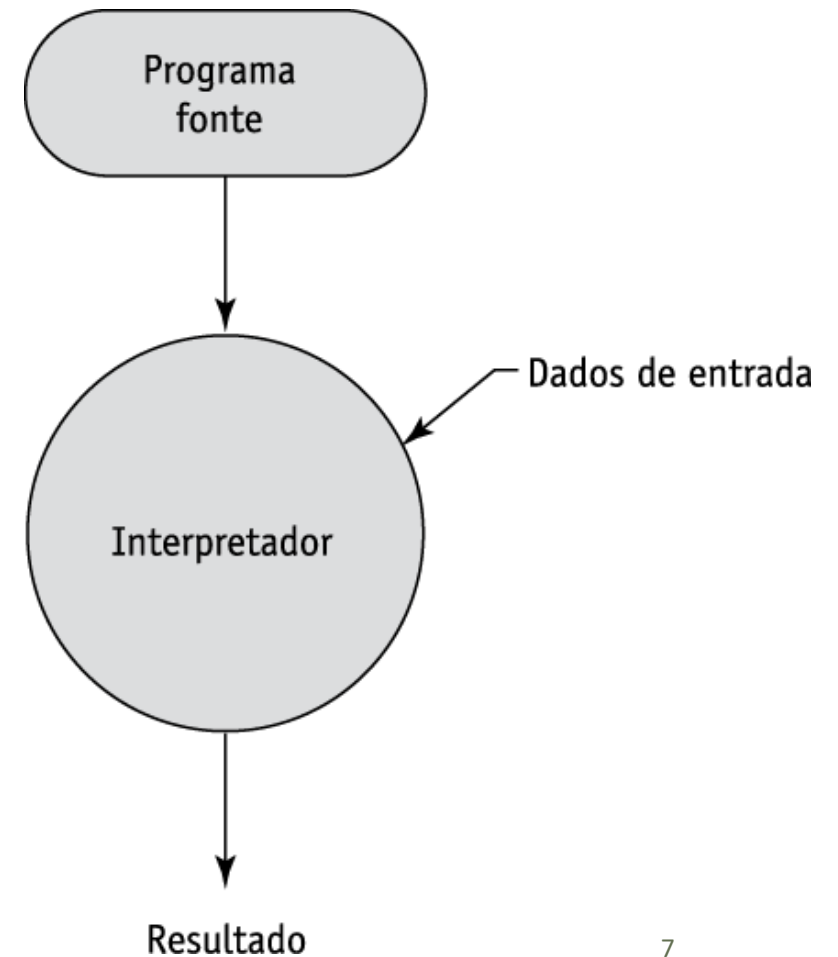 Programa
fonte
Dados de entrada
Interpretador
Resultado
7